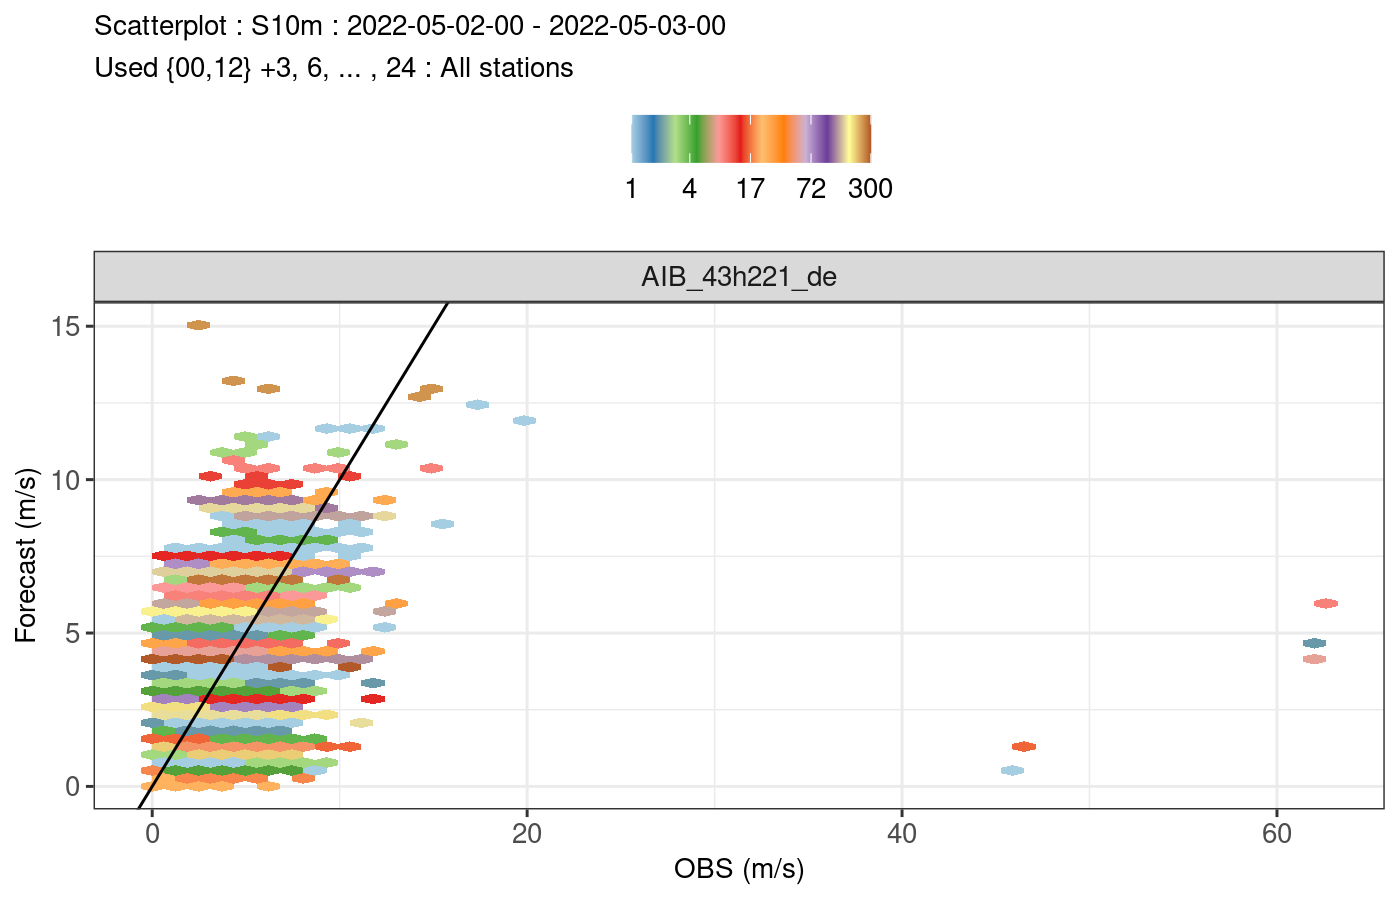 Scatterplot : S10m : 2022-05-02-00 - 2022-05-03-00
Used {00,12} +3, 6, ... , 24 : All stations
1 4 17 72 300
AIB_43h221_de
15
10
5
0
Forecast (m/s)
0 20 40 60
OBS (m/s)